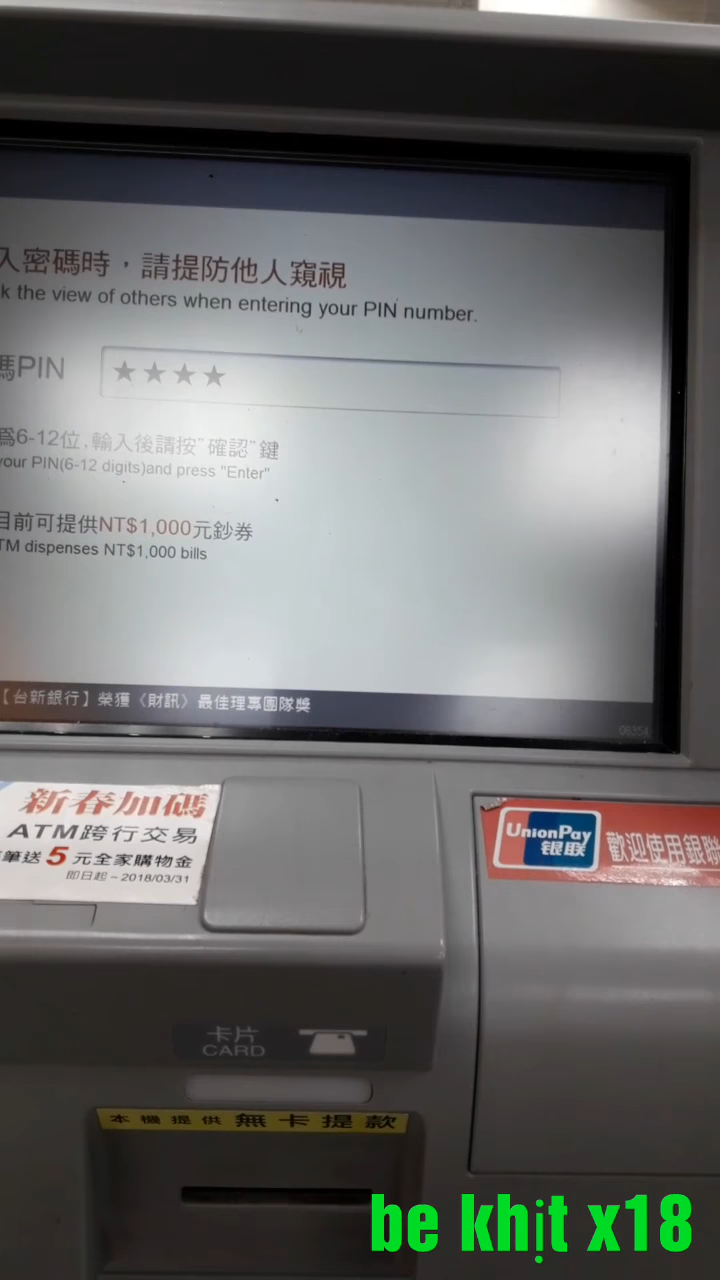 入密碼時，請提防他人窺視
k the view of others when entering your PIN number.
碼PIN
★★★★
為6-12位，輸入後請按"確認"鍵
your PIN(6-12 digits)and press "Enter"
目前可提供NT$1,000元鈔券
TM dispenses NT$1,000 bills
【台新銀行】榮獲《財訊》最佳理專團隊獎
06354
新春加碼
ATM跨行交易
筆送5元全家購物金
即日起~2018/03/31
UnionPay
银联
歡迎使用銀聯
卡片
CARD
本機提供 無卡提款
be khịt x18